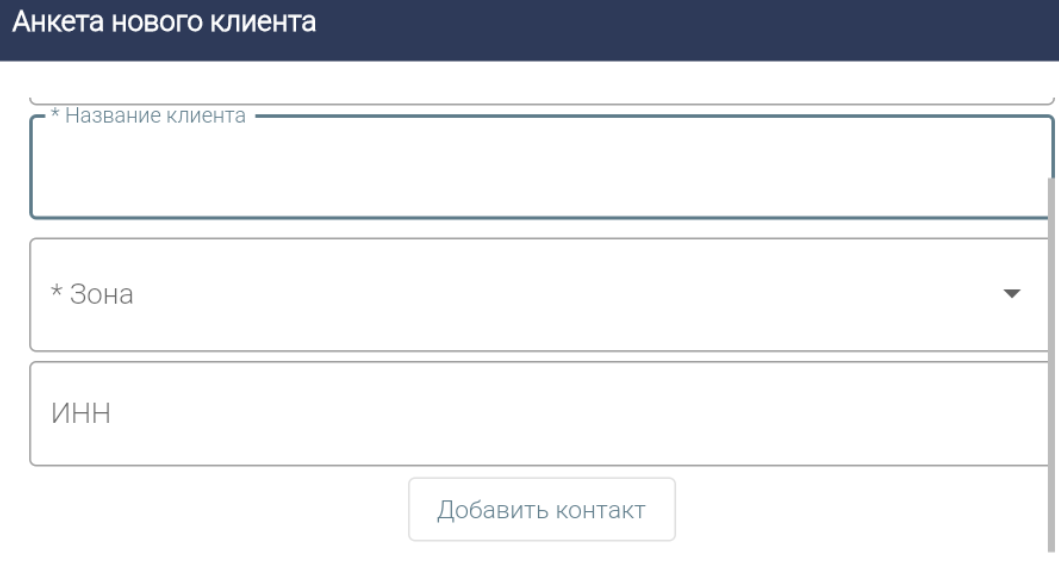 Анкета нового клиента
* Название клиента
* Зона
ИНН
Добавить контакт